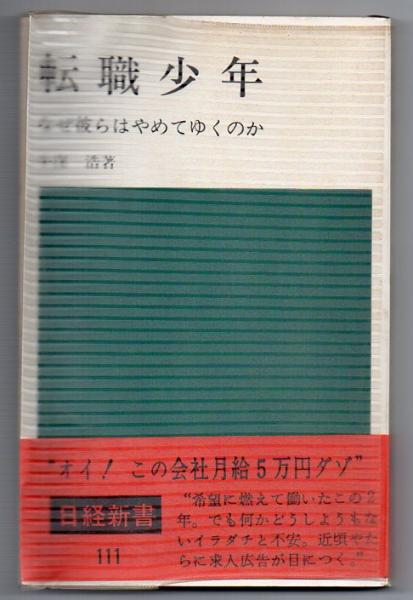 転職少年
なぜ彼らはやめてゆくのか
浩著
“オイ! この会社月給5万円ダゾ”
日経新書
111
“希望に燃えて働いたこの2
年。でも何かどうしようもな
いイラダチと不安。近頃やた
らに求人広告が目につく。”